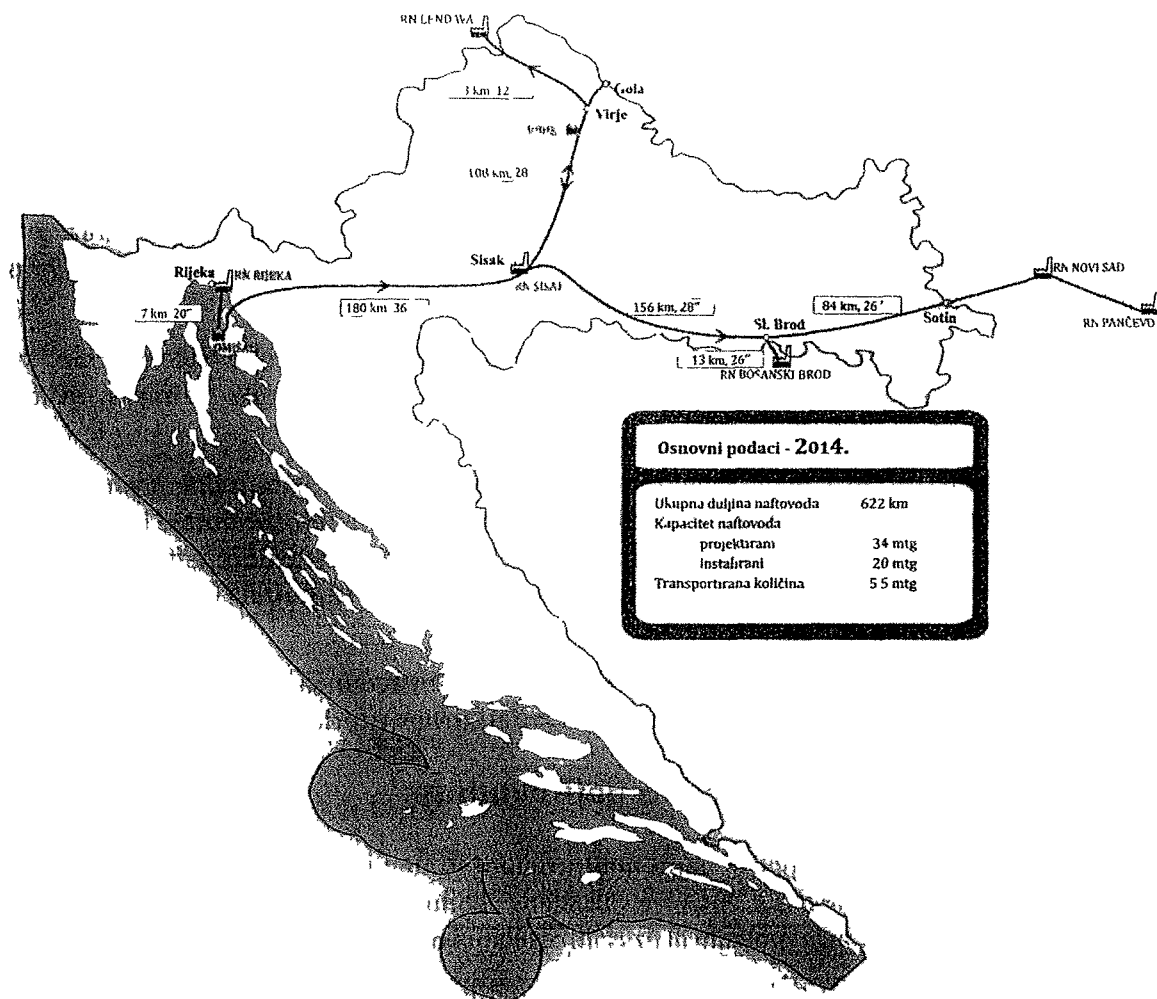 RN LEND WA
Gola
3 km 12
Virje
108 km, 28
Sisak
RN NOVI SAD
Rijeka
RN RIJEKA
RN SISAK
7 km 20"
180 km 36
156 km, 28"
84 km, 26"
Sl. Brod
Sotin
RN PANČEVO
13 km, 26"
RN BOSANSKI BROD
Osnovni podaci - 2014.
Ukupna duljina naftovoda 622 km
Kapacitet naftovoda
projektirani 34 mtg
instalirani 20 mtg
Transportirana količina 5 5 mtg